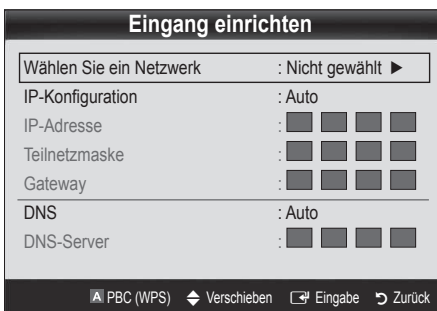 Eingang einrichten
Wählen Sie ein Netzwerk : Nicht gewählt ►
IP-Konfiguration : Auto
IP-Adresse :
Teilnetzmaske :
Gateway :
DNS : Auto
DNS-Server :
A PBC (WPS) Verschieben Eingabe Zurück